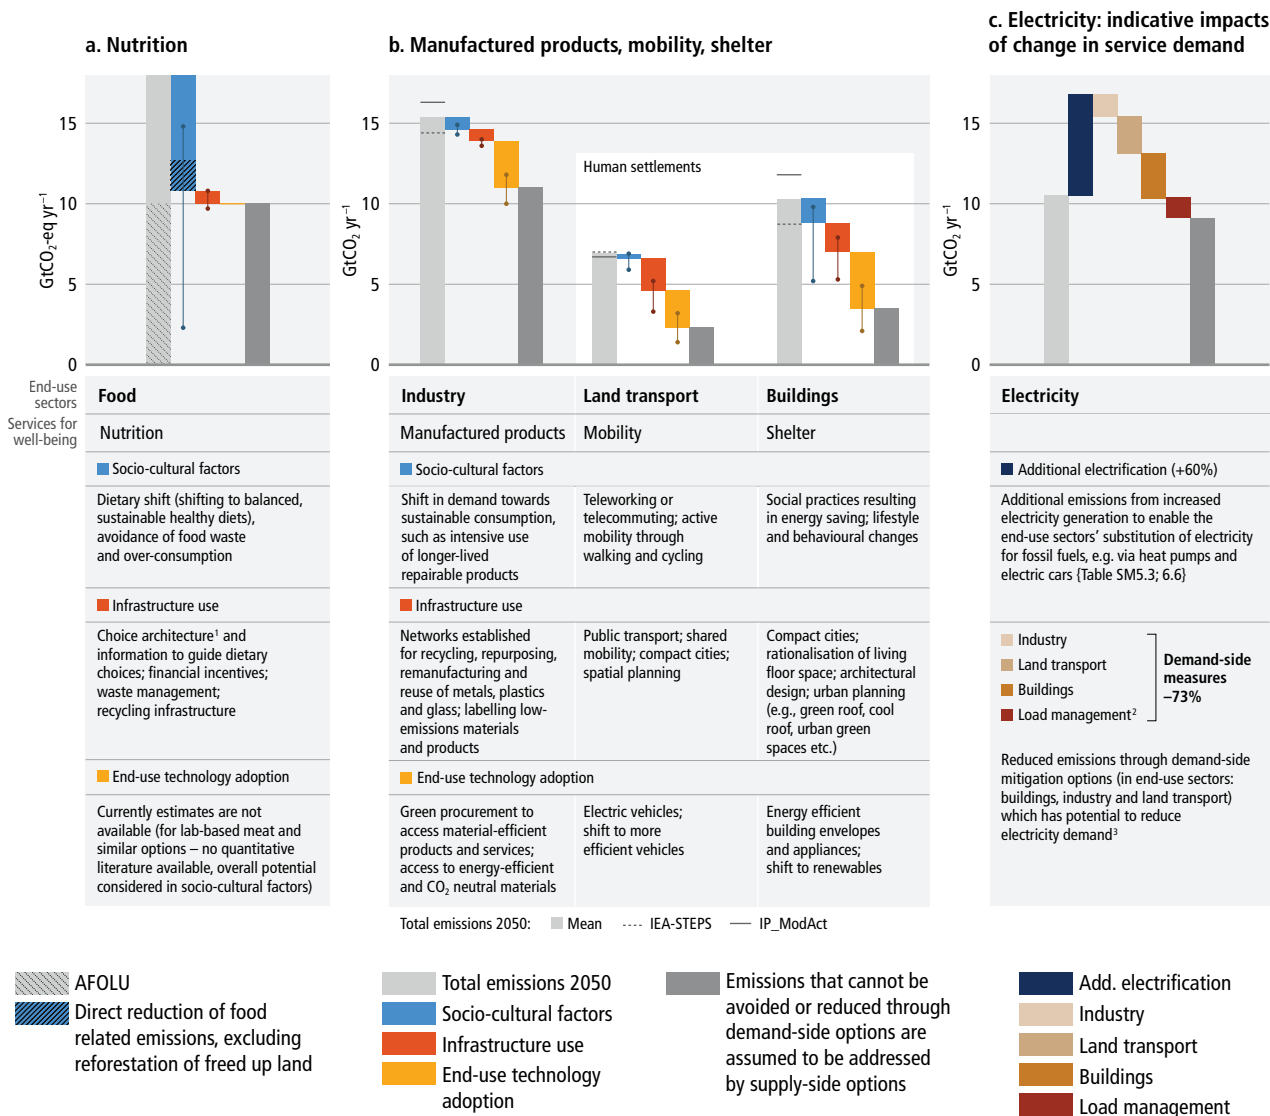 a. Nutrition
b. Manufactured products, mobility, shelter
c. Electricity: indicative impacts
of change in service demand
GtCO₂-eq yr⁻¹
15
10
5
0
GtCO₂ yr⁻¹
15
10
5
0
Human settlements
GtCO₂ yr⁻¹
15
10
5
0
End-use
sectors
Food
Industry
Land transport
Buildings
Electricity
Services for
well-being
Nutrition
Manufactured products
Mobility
Shelter
Socio-cultural factors
Socio-cultural factors
Additional electrification (+60%)
Dietary shift (shifting to balanced,
sustainable healthy diets),
avoidance of food waste
and over-consumption
Shift in demand towards
sustainable consumption,
such as intensive use
of longer-lived
repairable products
Teleworking or
telecommuting; active
mobility through
walking and cycling
Social practices resulting
in energy saving; lifestyle
and behavioural changes
Additional emissions from increased
electricity generation to enable the
end-use sectors' substitution of electricity
for fossil fuels, e.g. via heat pumps and
electric cars {Table SM5.3; 6.6}
Infrastructure use
Infrastructure use
Choice architecture¹ and
information to guide dietary
choices; financial incentives;
waste management;
recycling infrastructure
Networks established
for recycling, repurposing,
remanufacturing and
reuse of metals, plastics
and glass; labelling low-
emissions materials
and products
Public transport; shared
mobility; compact cities;
spatial planning
Compact cities;
rationalisation of living
floor space; architectural
design; urban planning
(e.g., green roof, cool
roof, urban green
spaces etc.)
Industry
Land transport
Buildings
Load management²
Demand-side
measures
–73%
End-use technology adoption
End-use technology adoption
Currently estimates are not
available (for lab-based meat and
similar options – no quantitative
literature available, overall potential
considered in socio-cultural factors)
Green procurement to
access material-efficient
products and services;
access to energy-efficient
and CO₂ neutral materials
Electric vehicles;
shift to more
efficient vehicles
Energy efficient
building envelopes
and appliances;
shift to renewables
Reduced emissions through demand-side
mitigation options (in end-use sectors:
buildings, industry and land transport)
which has potential to reduce
electricity demand³
Total emissions 2050: Mean IEA-STEPS IP_ModAct
AFOLU
Direct reduction of food
related emissions, excluding
reforestation of freed up land
Total emissions 2050
Socio-cultural factors
Infrastructure use
End-use technology
adoption
Emissions that cannot be
avoided or reduced through
demand-side options are
assumed to be addressed
by supply-side options
Add. electrification
Industry
Land transport
Buildings
Load management